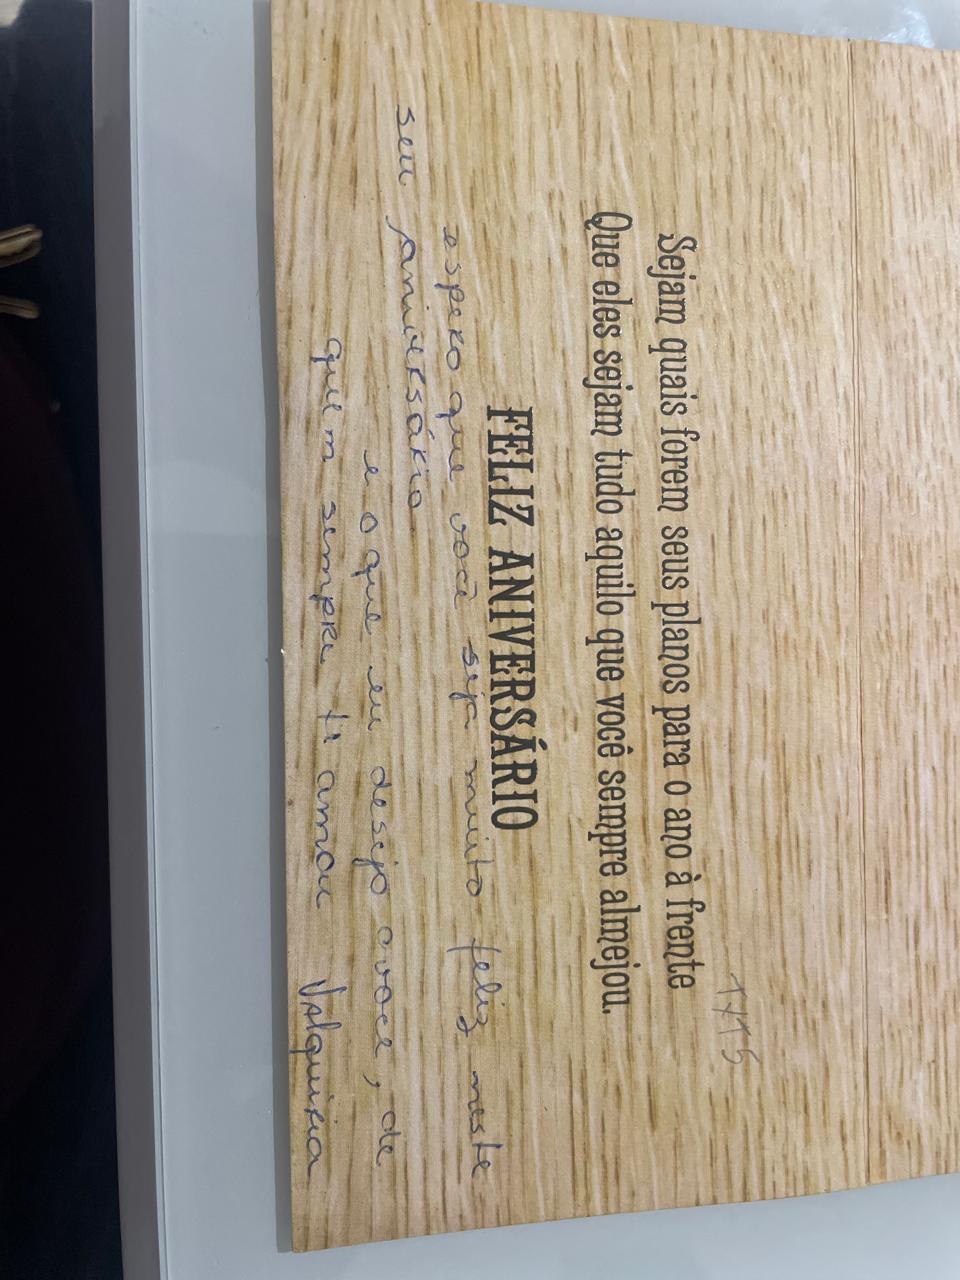 TXT5
Sejam quais forem seus planos para o ano à frente
Que eles sejam tudo aquilo que você sempre almejou.
FELIZ ANIVERSÁRIO
espero que você seja muito feliz neste
seu aniversário.
e o que eu desejo a voce, de
quem sempre te amou Valquiria